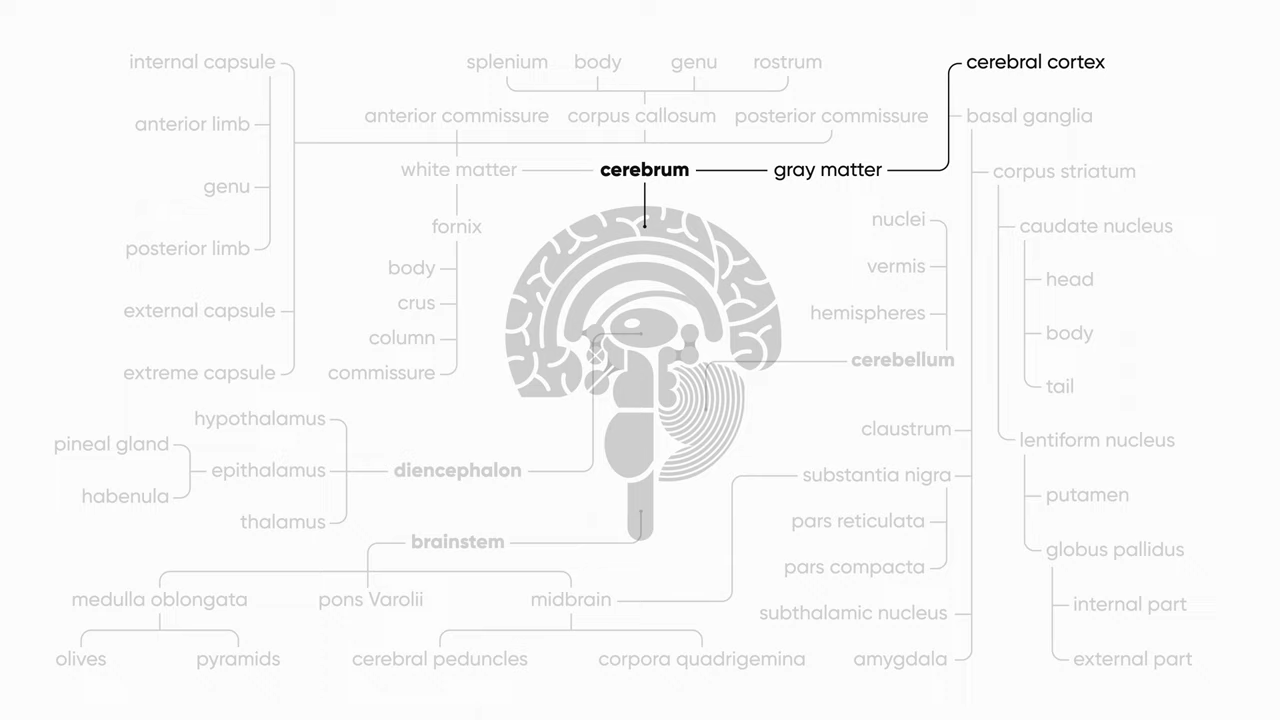 internal capsule
splenium
body
genu
rostrum
cerebral cortex
anterior commissure
corpus callosum
posterior commissure
basal ganglia
anterior limb
white matter
cerebrum
gray matter
corpus striatum
genu
fornix
nuclei
caudate nucleus
posterior limb
body
vermis
head
crus
external capsule
hemispheres
column
body
extreme capsule
commissure
cerebellum
tail
hypothalamus
claustrum
lentiform nucleus
pineal gland
epithalamus
diencephalon
substantia nigra
habenula
putamen
thalamus
pars reticulata
brainstem
globus pallidus
pars compacta
medulla oblongata
pons Varolii
midbrain
subthalamic nucleus
internal part
olives
pyramids
cerebral peduncles
corpora quadrigemina
amygdala
external part